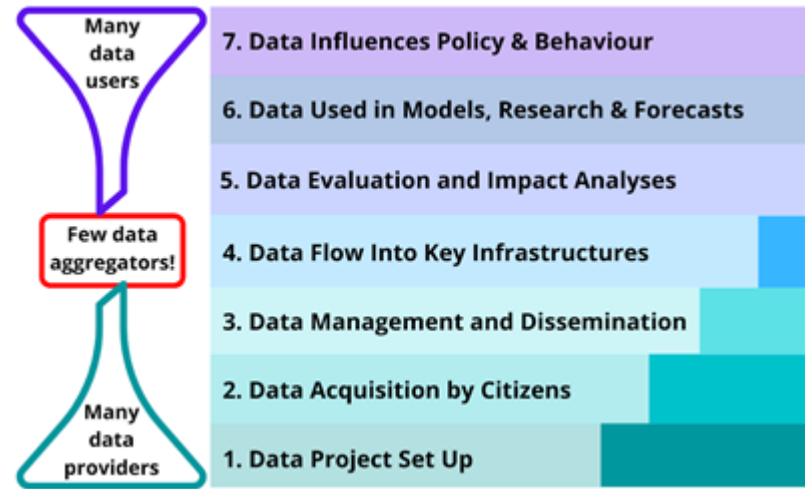 Many
data
users
7. Data Influences Policy & Behaviour
6. Data Used in Models, Research & Forecasts
5. Data Evaluation and Impact Analyses
Few data
aggregators!
4. Data Flow Into Key Infrastructures
3. Data Management and Dissemination
2. Data Acquisition by Citizens
Many
data
providers
1. Data Project Set Up